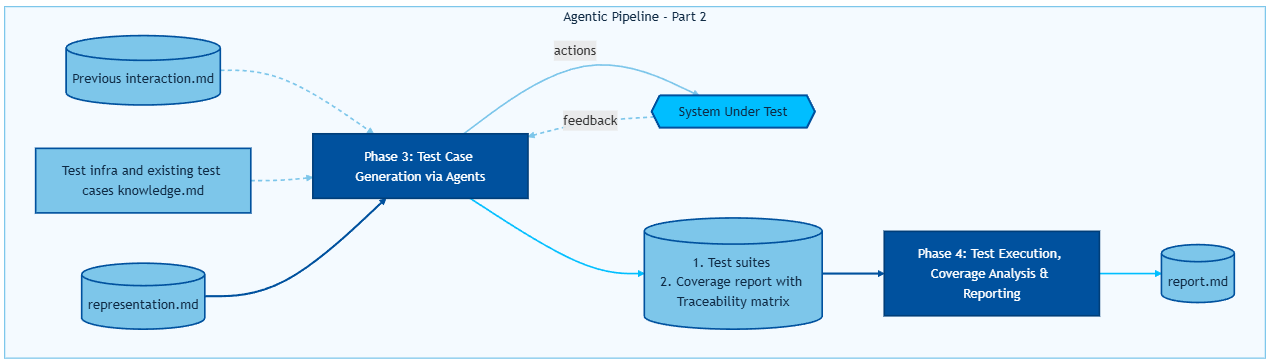 Agentic Pipeline - Part 2
Previous interaction.md
actions
System Under Test
feedback
Phase 3: Test Case
Generation via Agents
Test infra and existing test
cases knowledge.md
representation.md
1. Test suites
2. Coverage report with
Traceability matrix
Phase 4: Test Execution,
Coverage Analysis &
Reporting
report.md